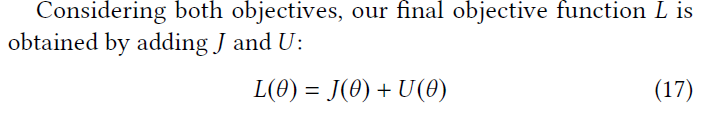 Considering both objectives, our final objective function L is
obtained by adding J and U:
L(θ) = J(θ) + U(θ) (17)